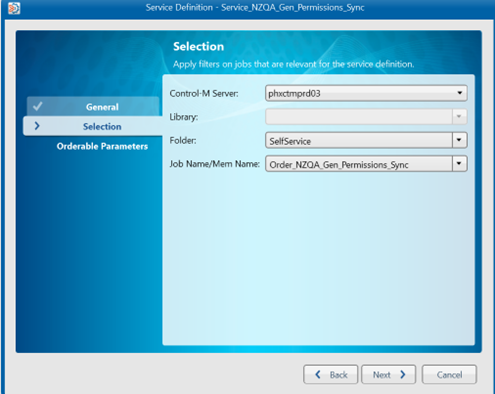 Service Definition - Service_NZQA_Gen_Permissions_Sync
Selection
Apply filters on jobs that are relevant for the service definition.
General
Selection
Orderable Parameters
Control-M Server: phxctmprd03
Library:
Folder: SelfService
Job Name/Mem Name: Order_NZQA_Gen_Permissions_Sync
Back Next Cancel